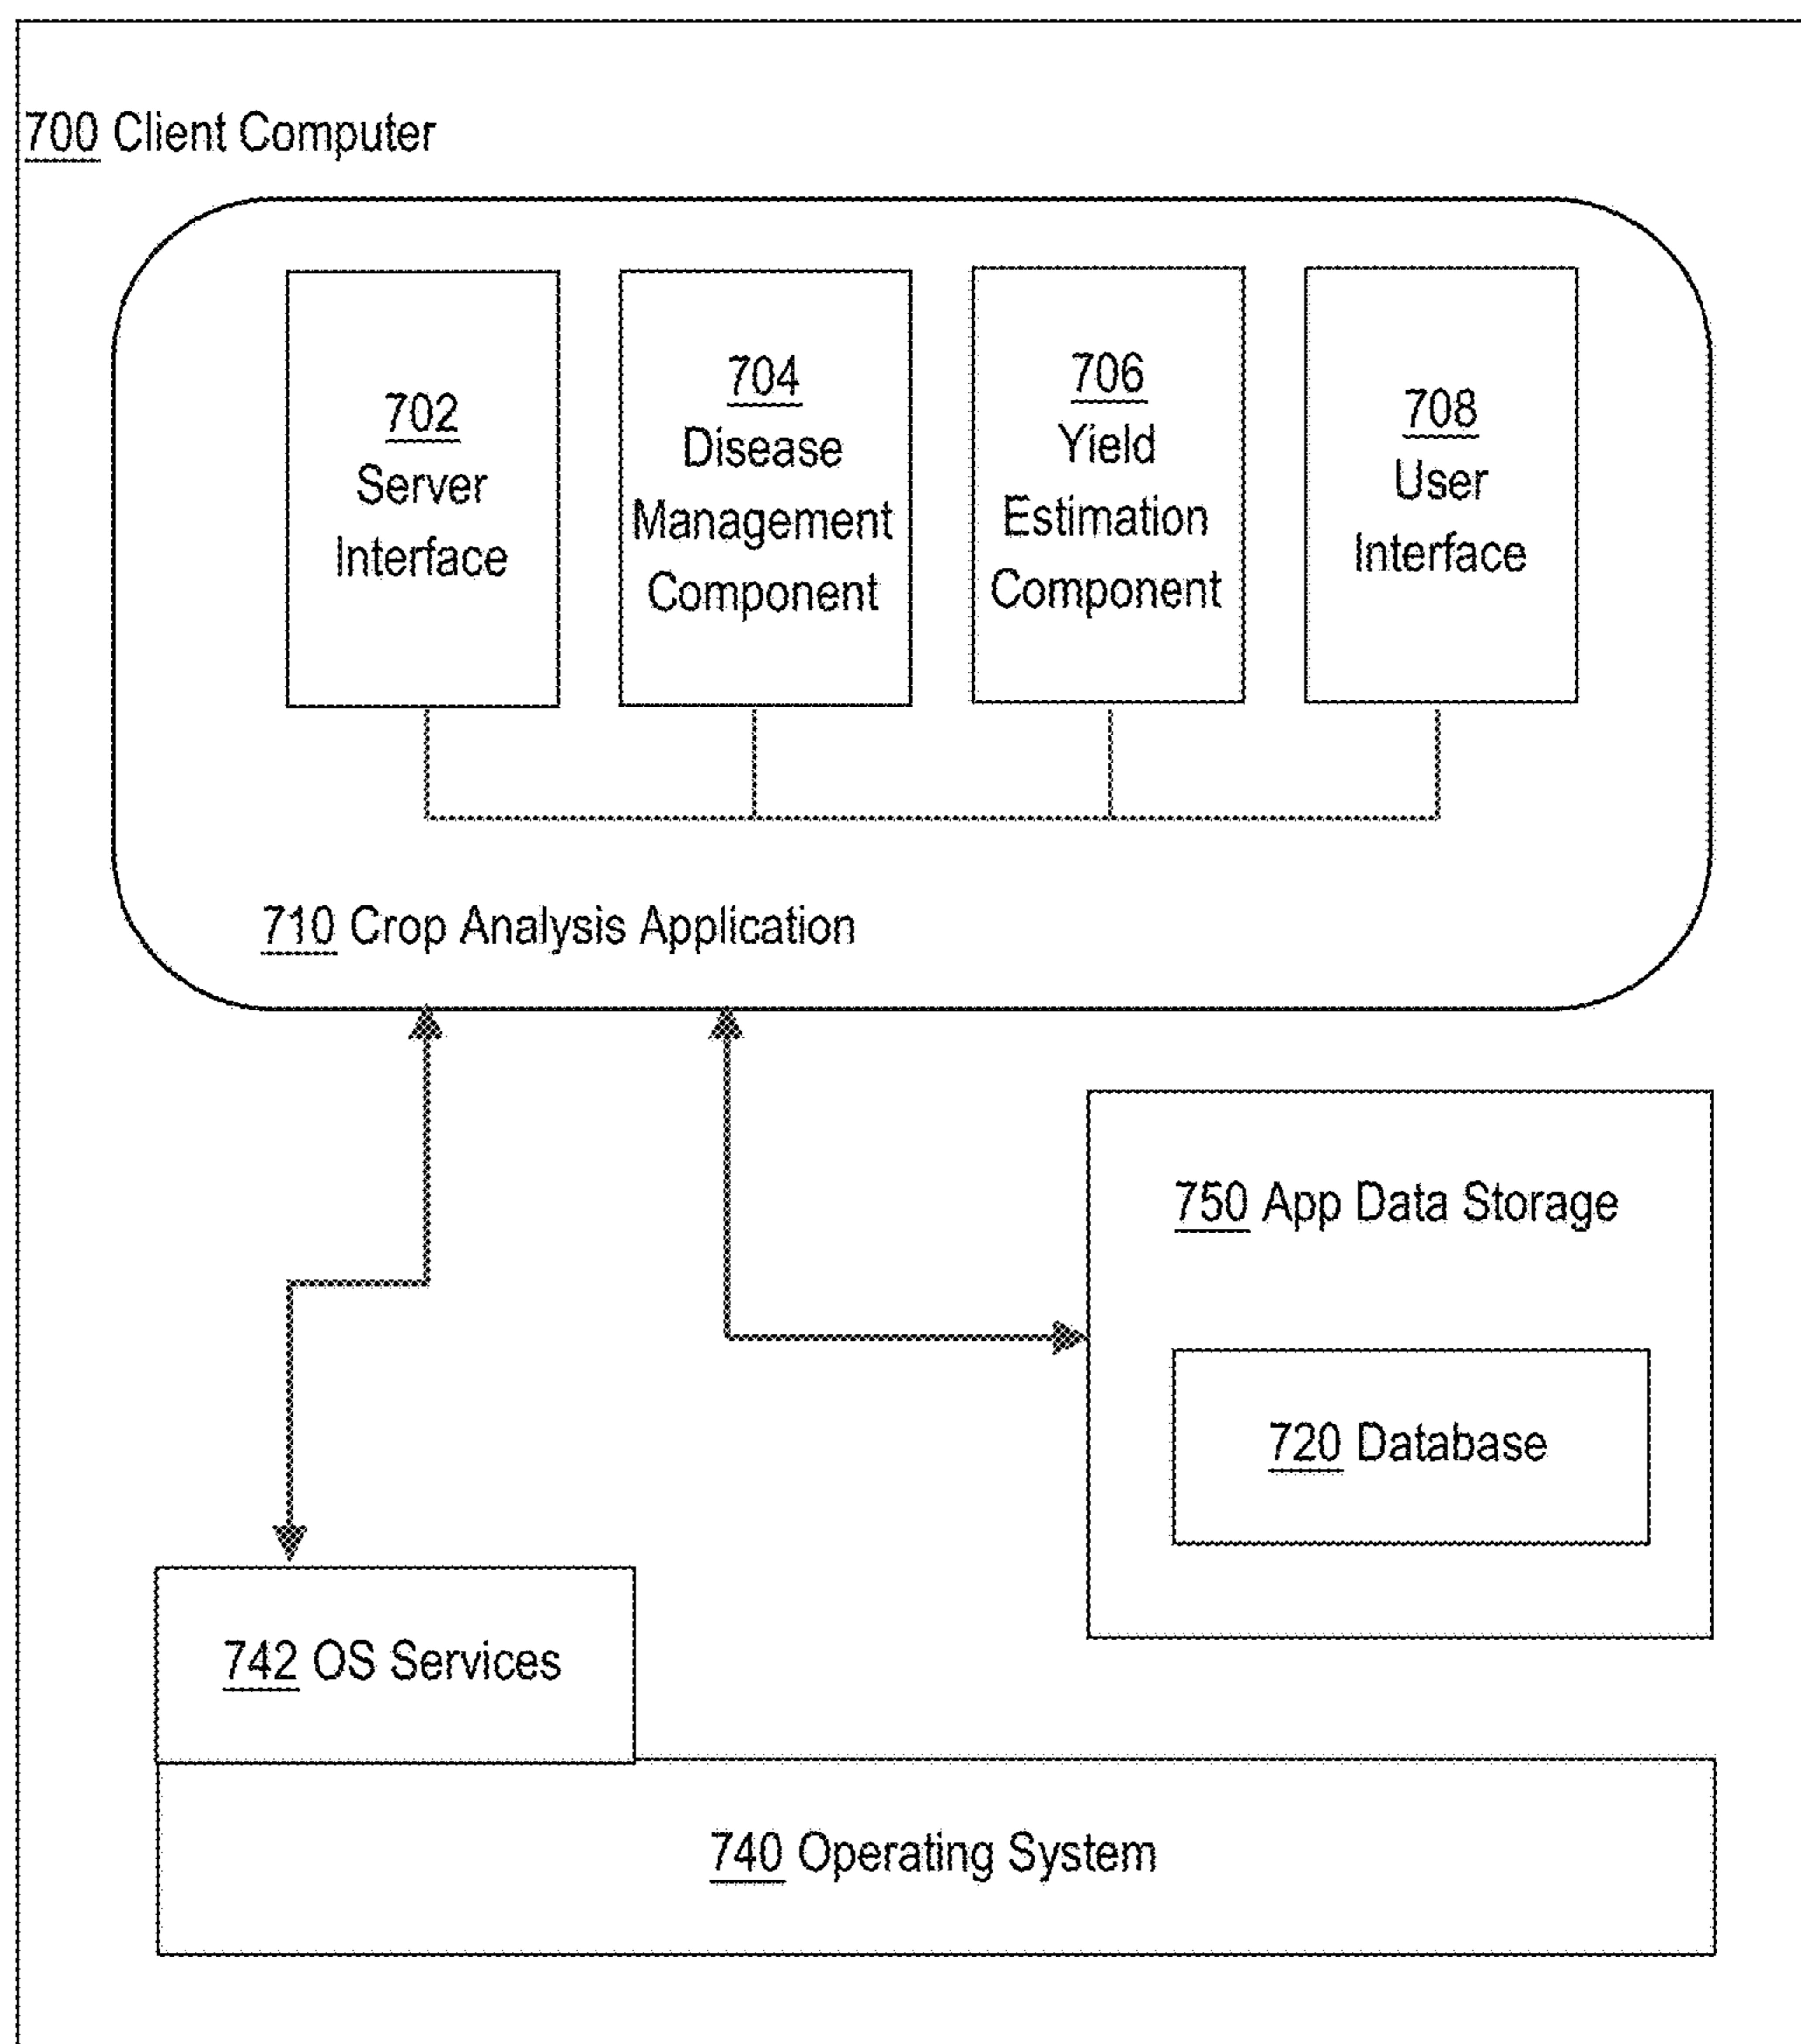 700 Client Computer
702
Server
Interface
704
Disease
Management
Component
706
Yield
Estimation
Component
708
User
Interface
710 Crop Analysis Application
750 App Data Storage
720 Database
742 OS Services
740 Operating System